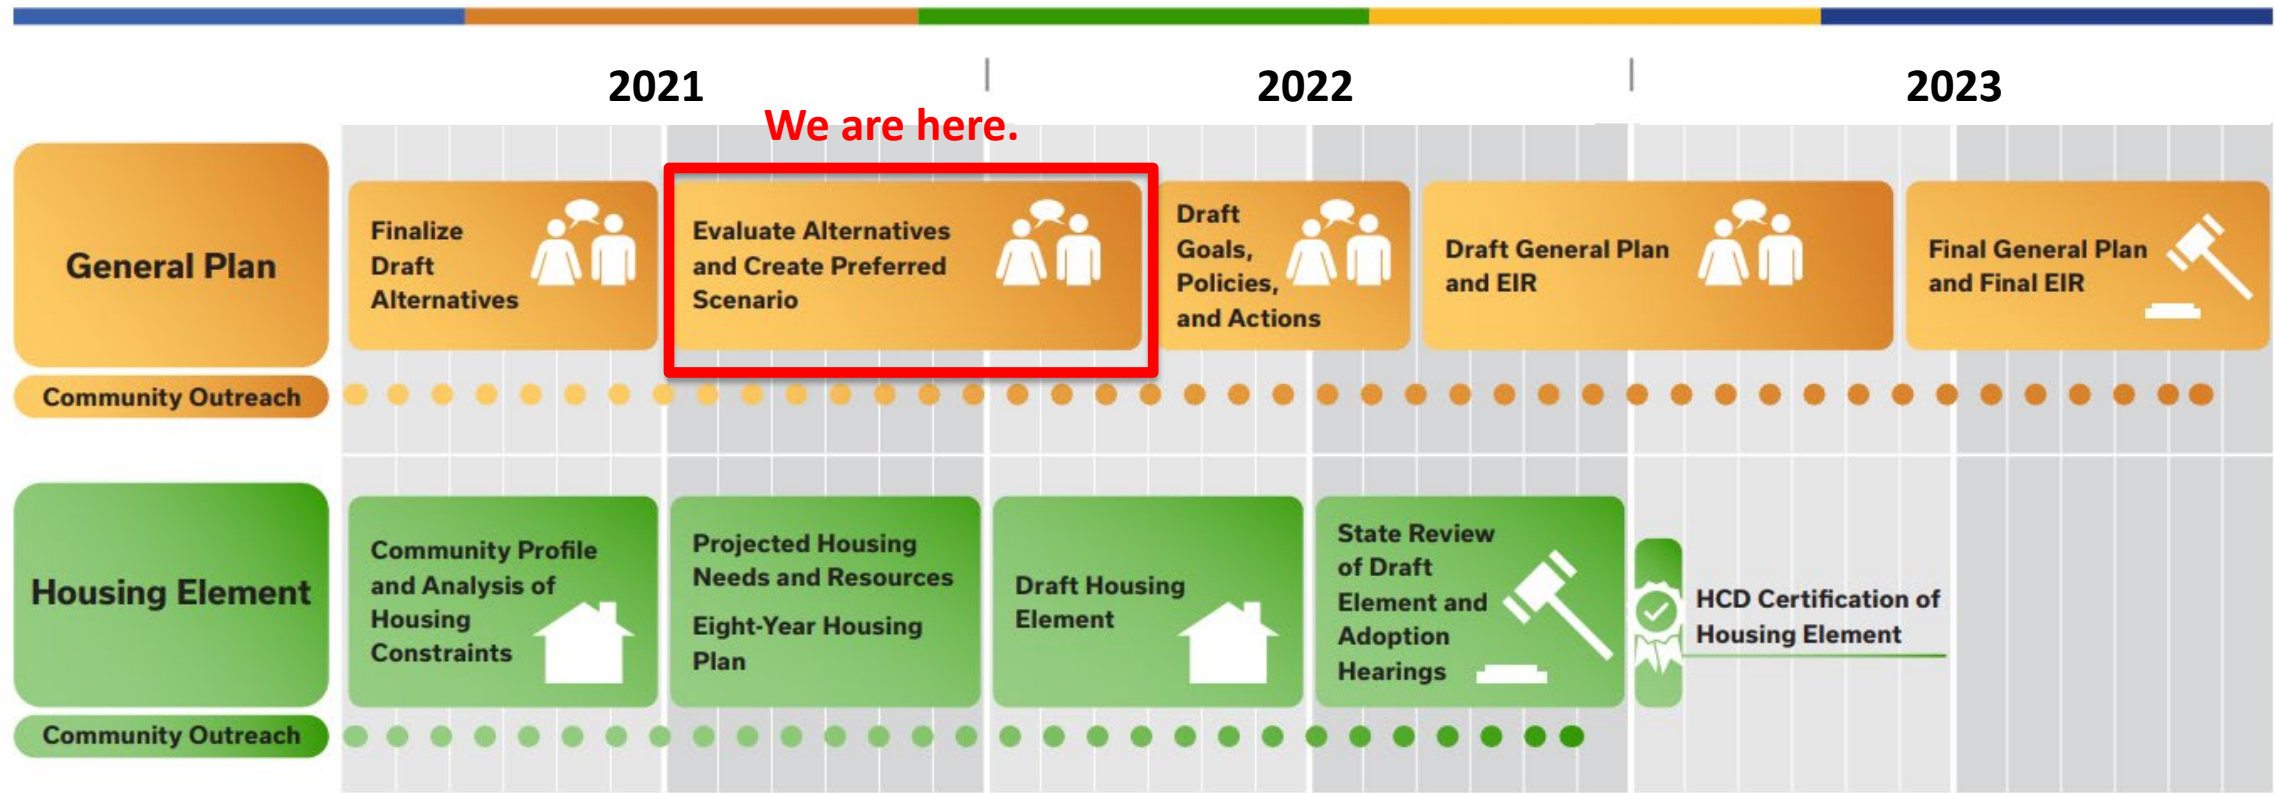 2021
2022
2023
We are here.
General Plan
Finalize
Draft
Alternatives
Evaluate Alternatives
and Create Preferred
Scenario
Draft
Goals,
Policies,
and Actions
Draft General Plan
and EIR
Final General Plan
and Final EIR
Community Outreach
Housing Element
Community Profile
and Analysis of
Housing
Constraints
Projected Housing
Needs and Resources
Eight-Year Housing
Plan
Draft Housing
Element
State Review
of Draft
Element and
Adoption
Hearings
HCD Certification of
Housing Element
Community Outreach